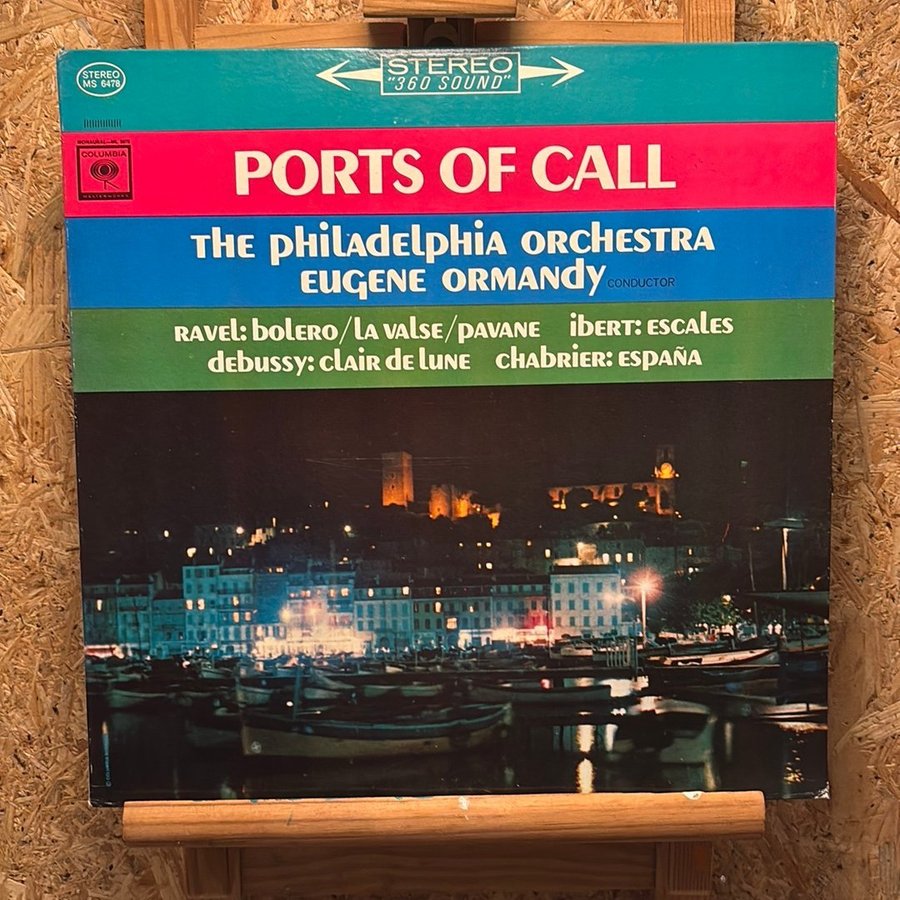 STEREO
MS 6478
STEREO
"360 SOUND"
COLUMBIA
MASTERWORKS
PORTS OF CALL
THE PHILADELPHIA ORCHESTRA
EUGENE ORMANDY CONDUCTOR
RAVEL: BOLERO/LA VALSE/PAVANE IBERT: ESCALES
DEBUSSY: CLAIR DE LUNE CHABRIER: ESPAÑA